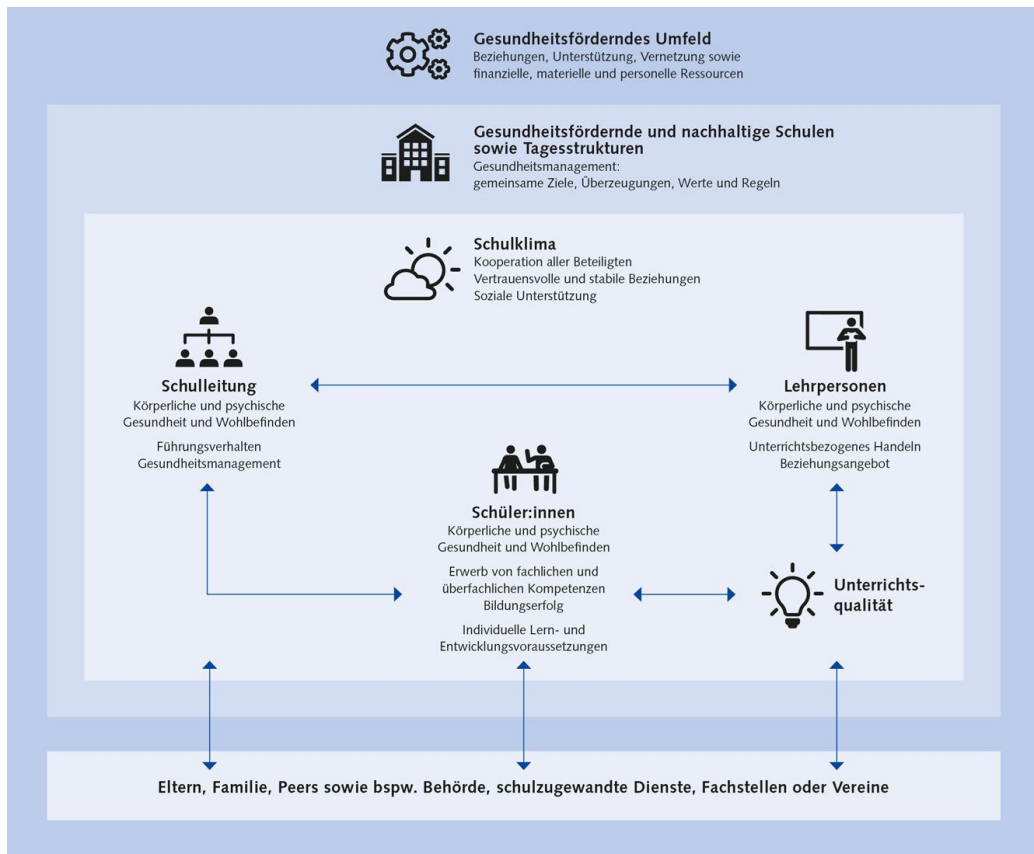 Gesundheitsförderndes Umfeld
Beziehungen, Unterstützung, Vernetzung sowie
finanzielle, materielle und personelle Ressourcen
Gesundheitsfördernde und nachhaltige Schulen
sowie Tagesstrukturen
Gesundheitsmanagement:
gemeinsame Ziele, Überzeugungen, Werte und Regeln
Schulklima
Kooperation aller Beteiligten
Vertrauensvolle und stabile Beziehungen
Soziale Unterstützung
Schulleitung
Körperliche und psychische
Gesundheit und Wohlbefinden
Führungsverhalten
Gesundheitsmanagement
Lehrpersonen
Körperliche und psychische
Gesundheit und Wohlbefinden
Unterrichtsbezogenes Handeln
Beziehungsangebot
Schüler:innen
Körperliche und psychische
Gesundheit und Wohlbefinden
Erwerb von fachlichen und
überfachlichen Kompetenzen
Bildungserfolg
Individuelle Lern- und
Entwicklungsvoraussetzungen
Unterrichts-
qualität
Eltern, Familie, Peers sowie bspw. Behörde, schulzugewandte Dienste, Fachstellen oder Vereine